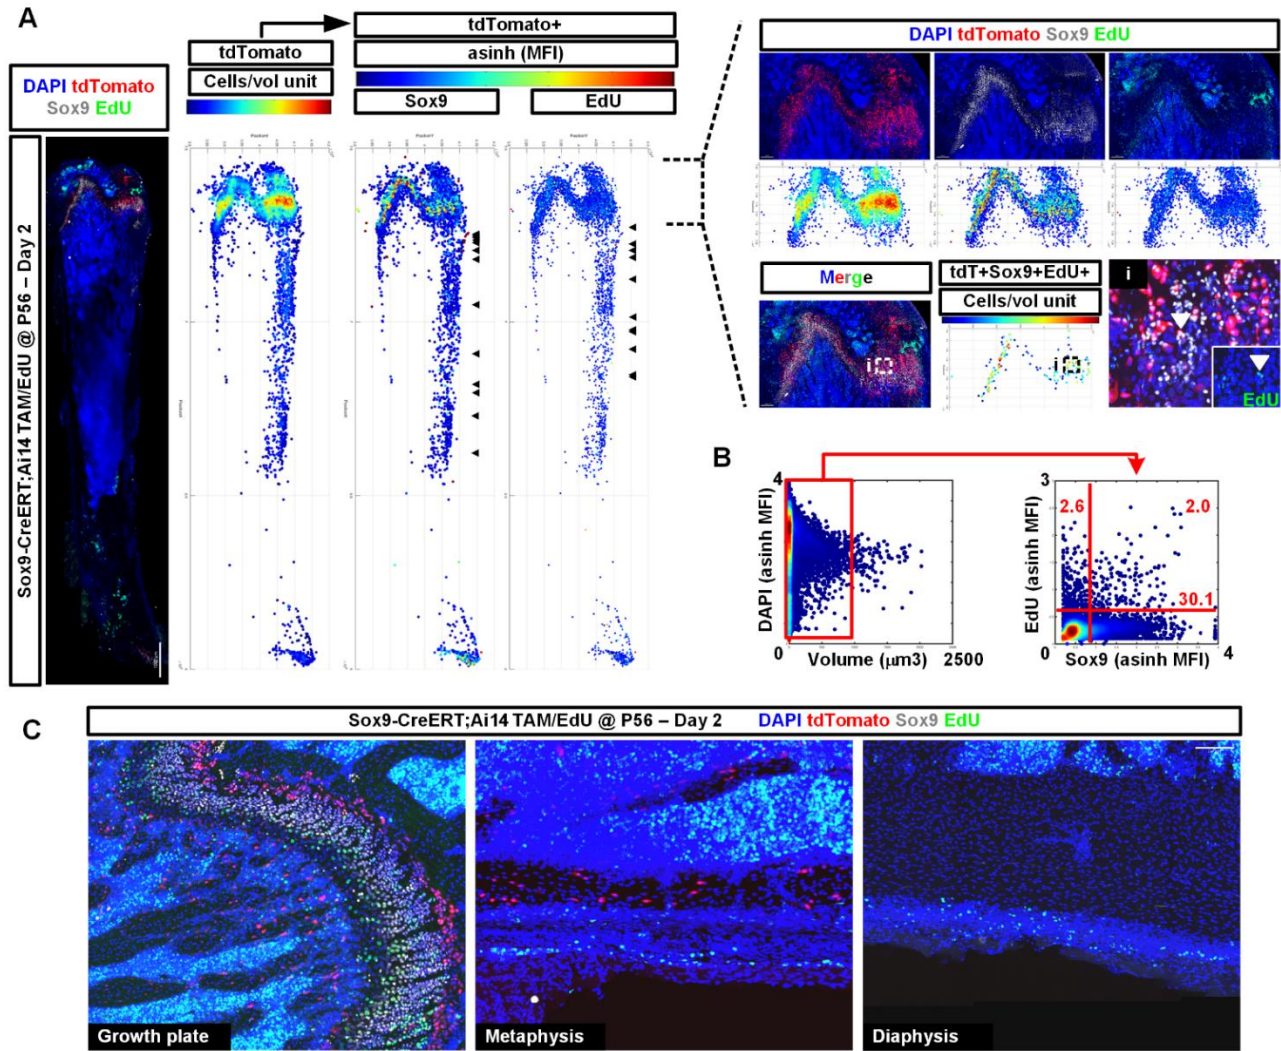 A
DAPI tdTomato
Sox9 EdU
Sox9-CreERT;Ai14 TAM/EdU @ P56 – Day 2
tdTomato
Cells/vol unit
tdTomato+
asinh (MFI)
Sox9
EdU
DAPI tdTomato Sox9 EdU
Merge
tdT+Sox9+EdU+
Cells/vol unit
i
i
i
EdU
B
4
DAPI (asinh MFI)
0
Volume (µm3)
2500
3
2.6
2.0
30.1
EdU (asinh MFI)
0
Sox9 (asinh MFI)
4
C
Sox9-CreERT;Ai14 TAM/EdU @ P56 – Day 2 DAPI tdTomato Sox9 EdU
Growth plate
Metaphysis
Diaphysis